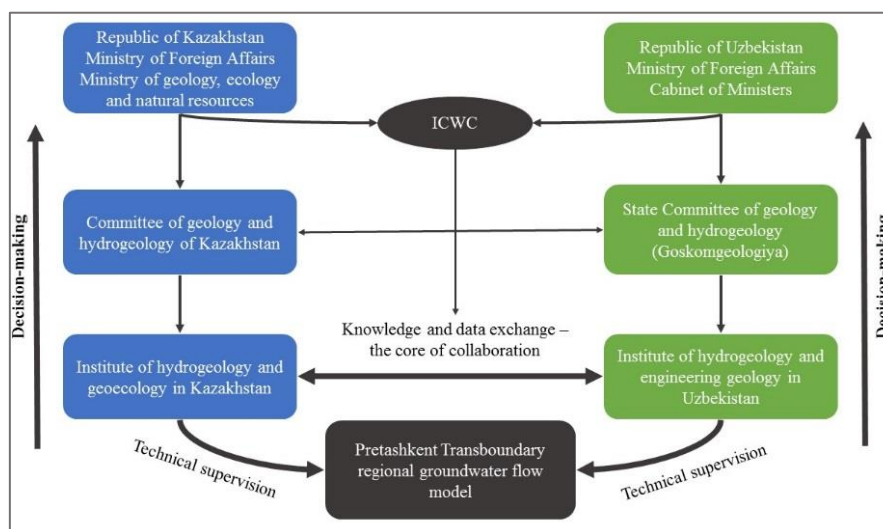 Republic of Kazakhstan
Ministry of Foreign Affairs
Ministry of geology, ecology
and natural resources
Republic of Uzbekistan
Ministry of Foreign Affairs
Cabinet of Ministers
ICWC
Decision-making
Committee of geology and
hydrogeology of Kazakhstan
State Committee of geology
and hydrogeology
(Goskomgeologiya)
Decision-making
Knowledge and data exchange –
the core of collaboration
Institute of hydrogeology and
geoecology in Kazakhstan
Institute of hydrogeology and
engineering geology in
Uzbekistan
Technical supervision
Pretashkent Transboundary
regional groundwater flow
model
Technical supervision